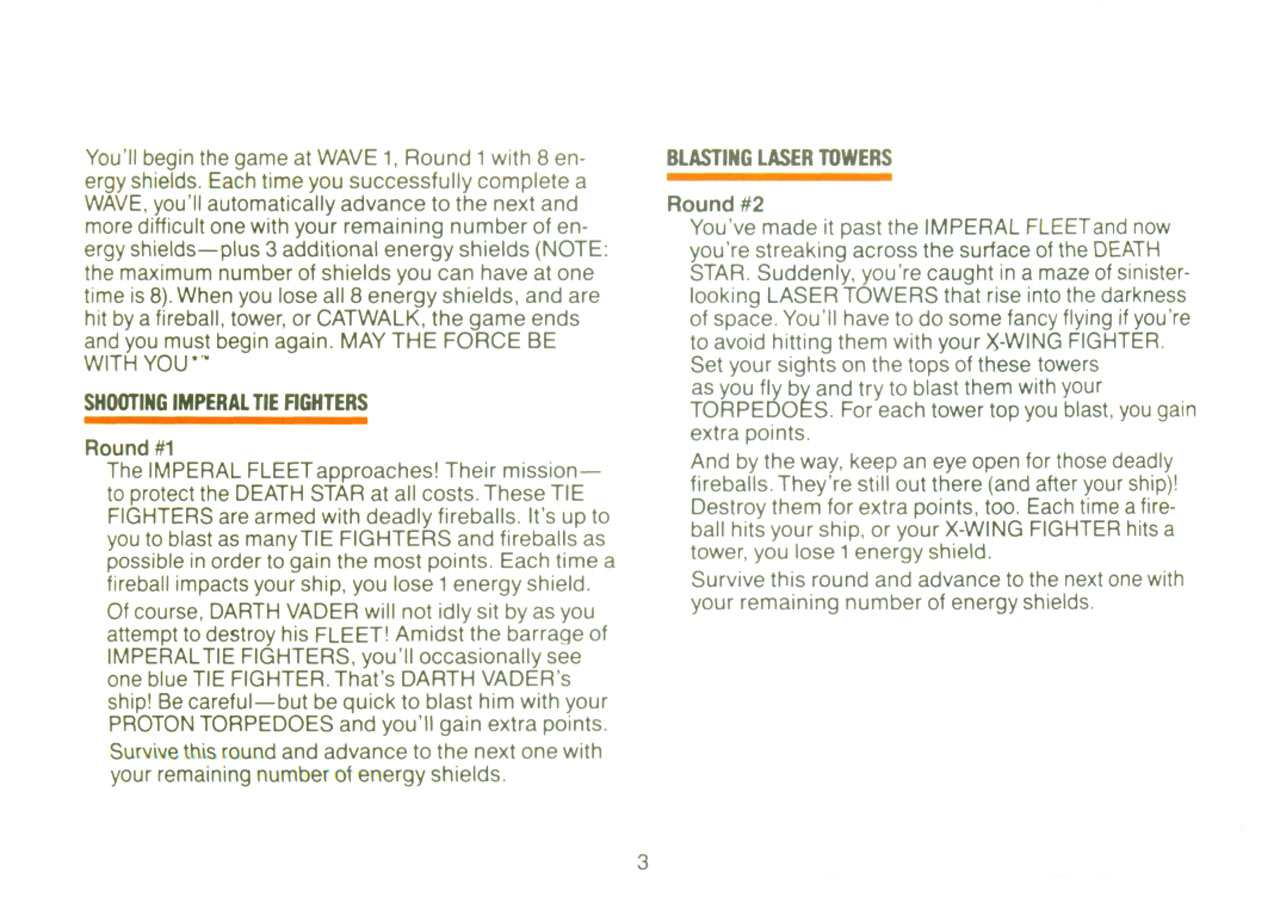 You'll begin the game at WAVE 1, Round 1 with 8 en-
ergy shields. Each time you successfully complete a
WAVE, you'll automatically advance to the next and
more difficult one with your remaining number of en-
ergy shields—plus 3 additional energy shields (NOTE:
the maximum number of shields you can have at one
time is 8). When you lose all 8 energy shields, and are
hit by a fireball, tower, or CATWALK, the game ends
and you must begin again. MAY THE FORCE BE
WITH YOU*™
SHOOTING IMPERAL TIE FIGHTERS
Round #1
The IMPERAL FLEET approaches! Their mission—
to protect the DEATH STAR at all costs. These TIE
FIGHTERS are armed with deadly fireballs. It's up to
you to blast as many TIE FIGHTERS and fireballs as
possible in order to gain the most points. Each time a
fireball impacts your ship, you lose 1 energy shield.
Of course, DARTH VADER will not idly sit by as you
attempt to destroy his FLEET! Amidst the barrage of
IMPERAL TIE FIGHTERS, you'll occasionally see
one blue TIE FIGHTER. That's DARTH VADER's
ship! Be careful—but be quick to blast him with your
PROTON TORPEDOES and you'll gain extra points.
Survive this round and advance to the next one with
your remaining number of energy shields.
BLASTING LASER TOWERS
Round #2
You've made it past the IMPERAL FLEET and now
you're streaking across the surface of the DEATH
STAR. Suddenly, you're caught in a maze of sinister-
looking LASER TOWERS that rise into the darkness
of space. You'll have to do some fancy flying if you're
to avoid hitting them with your X-WING FIGHTER.
Set your sights on the tops of these towers
as you fly by and try to blast them with your
TORPEDOES. For each tower top you blast, you gain
extra points.
And by the way, keep an eye open for those deadly
fireballs. They're still out there (and after your ship)!
Destroy them for extra points, too. Each time a fire-
ball hits your ship, or your X-WING FIGHTER hits a
tower, you lose 1 energy shield.
Survive this round and advance to the next one with
your remaining number of energy shields.
3